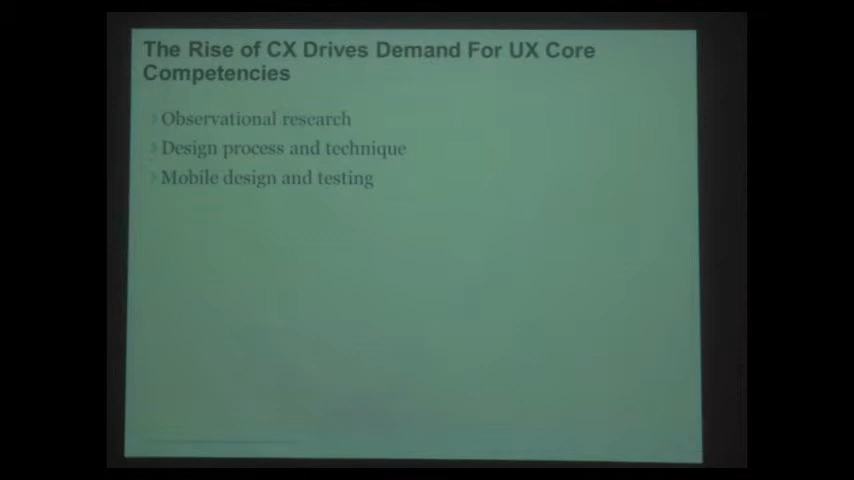 The Rise of CX Drives Demand For UX Core
Competencies
Observational research
Design process and technique
Mobile design and testing